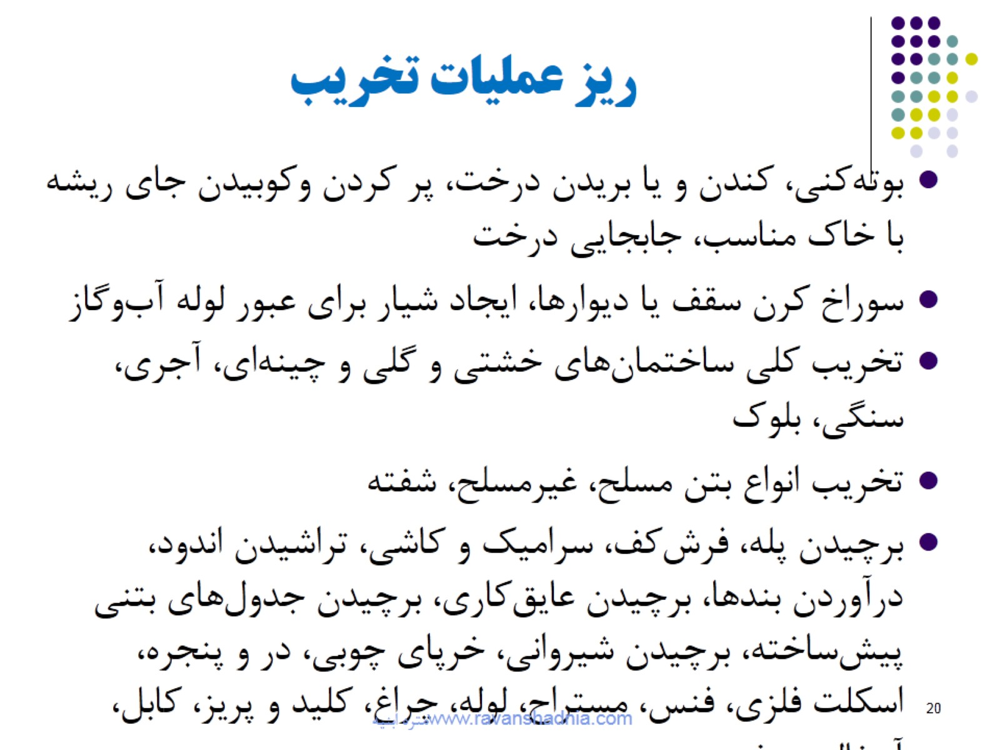 ریز عملیات تخریب
بوته‌کنی، کندن و یا بریدن درخت، پر کردن وکوبیدن جای ریشه
با خاک مناسب، جابجایی درخت
سوراخ کرن سقف یا دیوارها، ایجاد شیار برای عبور لوله آب‌وگاز
تخریب کلی ساختمان‌های خشتی و گلی و چینه‌ای، آجری،
سنگی، بلوک
تخریب انواع بتن مسلح، غیرمسلح، شفته
برچیدن پله، فرش‌کف، سرامیک و کاشی، تراشیدن اندود،
درآوردن بندها، برچیدن عایق‌کاری، برچیدن جدول‌های بتنی
پیش‌ساخته، برچیدن شیروانی، خرپای چوبی، در و پنجره،
اسکلت فلزی، فنس، مستراح، لوله، چراغ، کلید و پریز، کابل،
متره ابنیه www.ravanshadnia.com
20